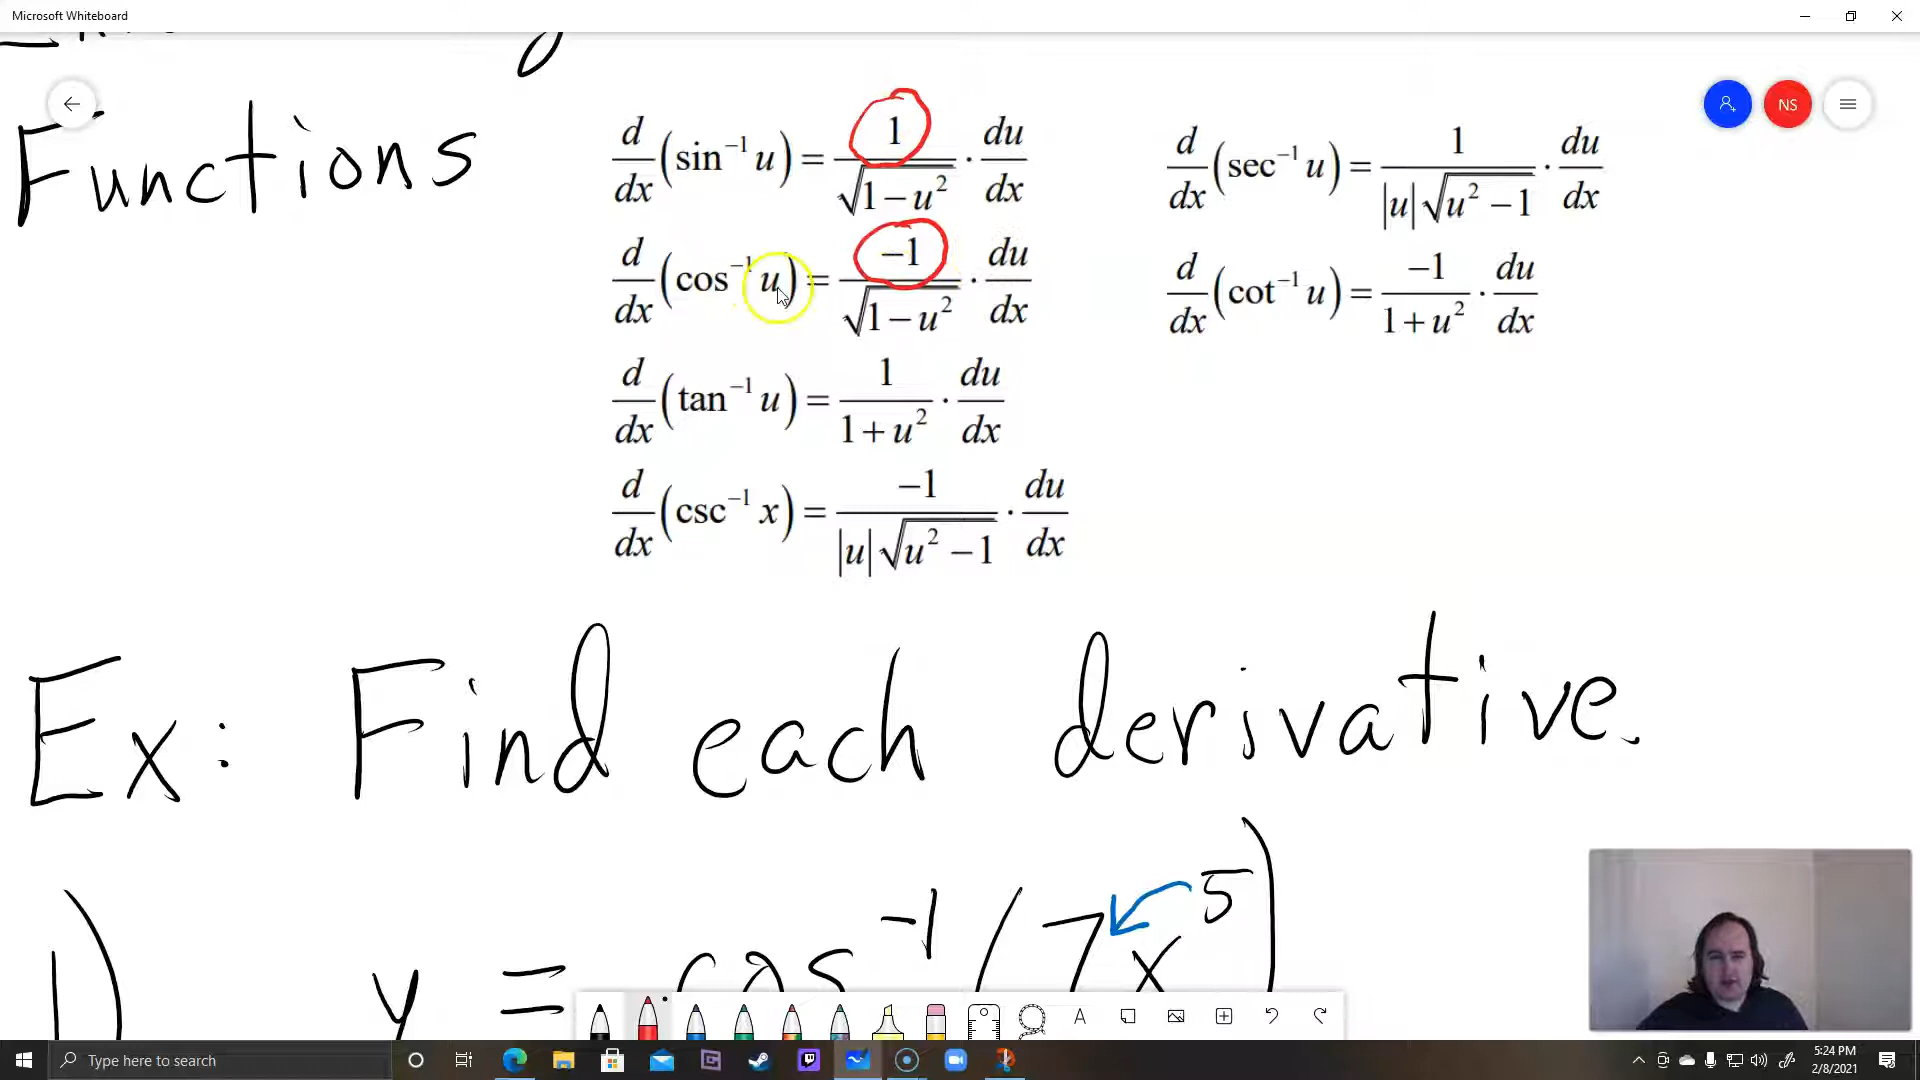 Microsoft Whiteboard
Functions
NS
d/dx (sin⁻¹ u) = 1/√(1−u²) · du/dx
d/dx (cos⁻¹ u) = −1/√(1−u²) · du/dx
d/dx (tan⁻¹ u) = 1/(1+u²) · du/dx
d/dx (csc⁻¹ x) = −1/(|u|√(u²−1)) · du/dx
d/dx (sec⁻¹ u) = 1/(|u|√(u²−1)) · du/dx
d/dx (cot⁻¹ u) = −1/(1+u²) · du/dx
Ex: Find each derivative.
1) y = cos⁻¹(7x⁵)
A
Type here to search
5:24 PM
2/8/2021